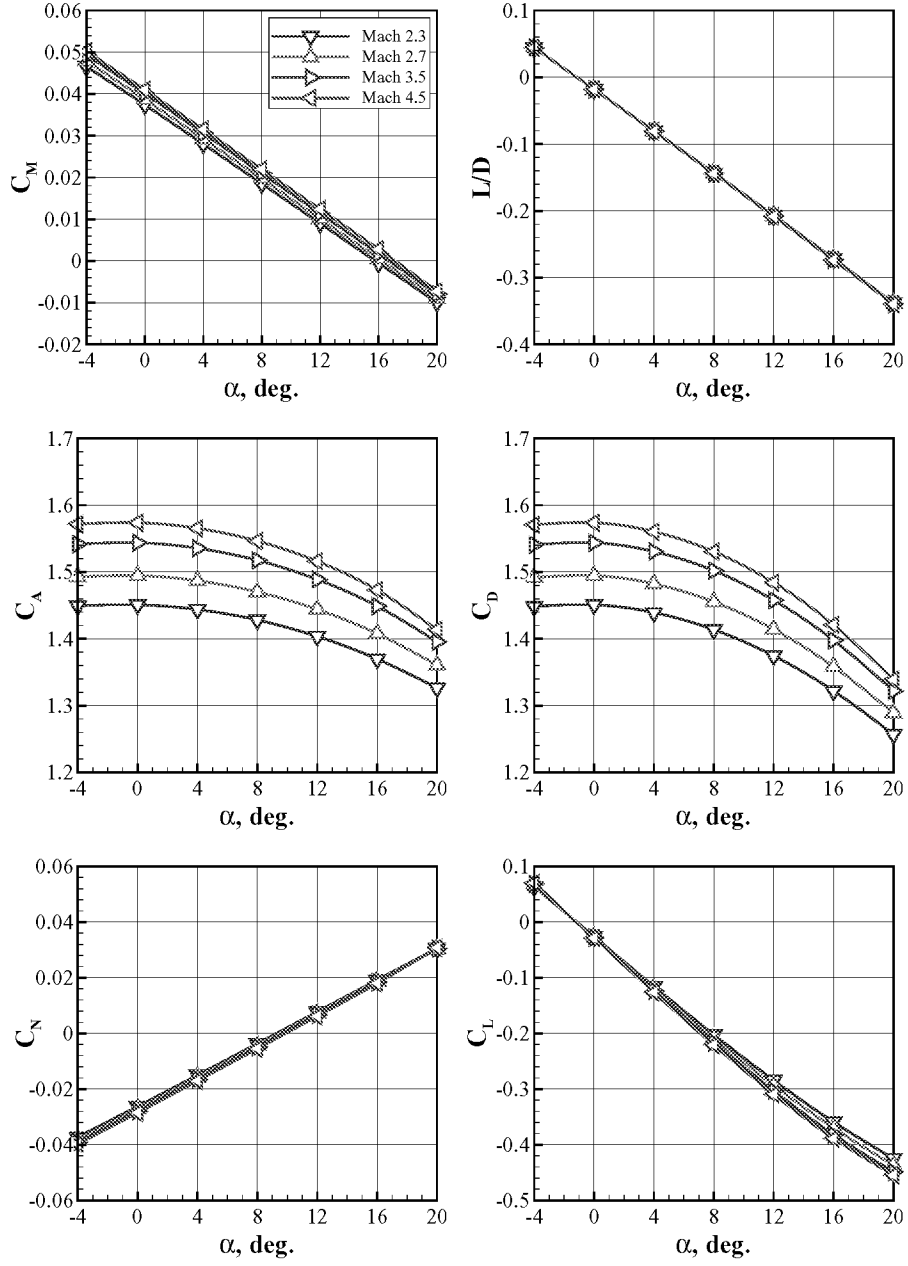 0.06
0.05
0.04
0.03
0.02
0.01
0
-0.01
-0.02
C_M
-4 0 4 8 12 16 20
α, deg.
Mach 2.3
Mach 2.7
Mach 3.5
Mach 4.5
0.1
0
-0.1
-0.2
-0.3
-0.4
L/D
-4 0 4 8 12 16 20
α, deg.
1.7
1.6
1.5
1.4
1.3
1.2
C_A
-4 0 4 8 12 16 20
α, deg.
1.7
1.6
1.5
1.4
1.3
1.2
C_D
-4 0 4 8 12 16 20
α, deg.
0.06
0.04
0.02
0
-0.02
-0.04
-0.06
C_N
-4 0 4 8 12 16 20
α, deg.
0.1
0
-0.1
-0.2
-0.3
-0.4
-0.5
C_L
-4 0 4 8 12 16 20
α, deg.